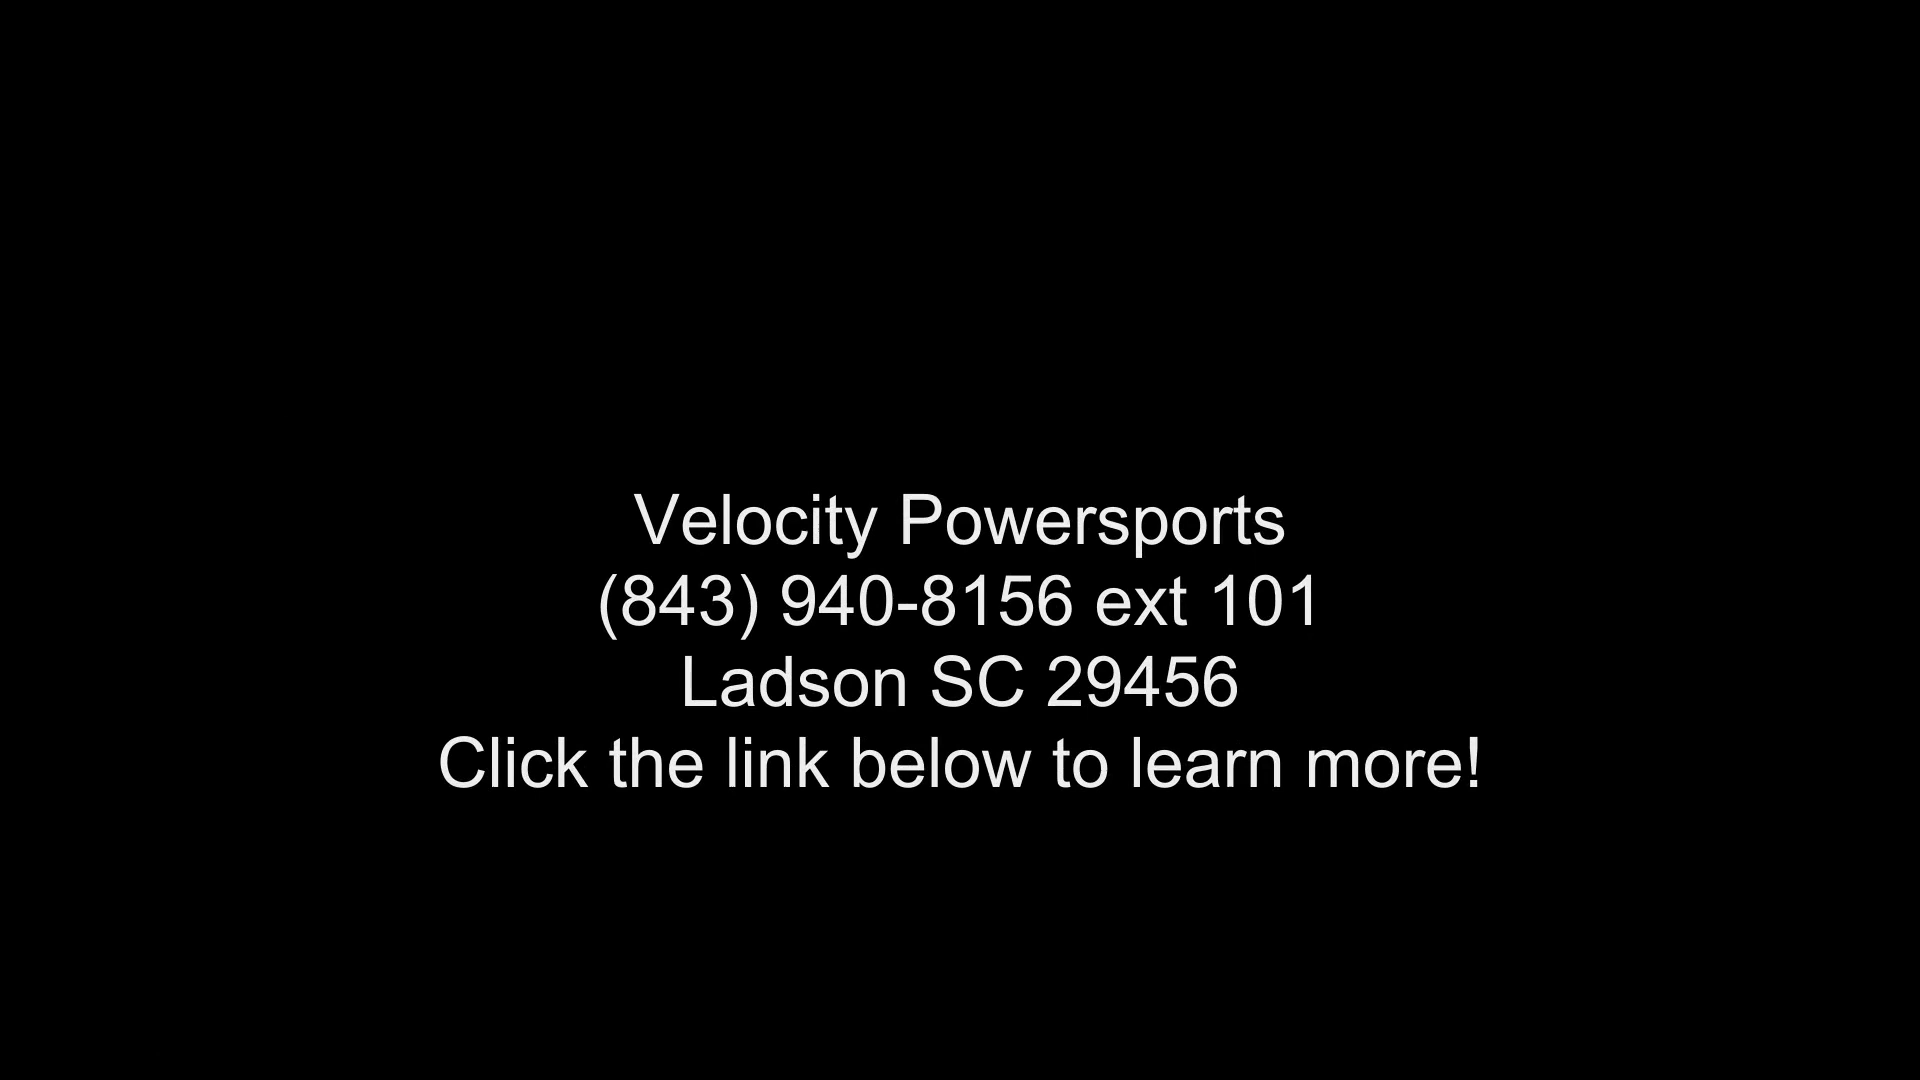 Velocity Powersports
(843) 940-8156 ext 101
Ladson SC 29456
Click the link below to learn more!